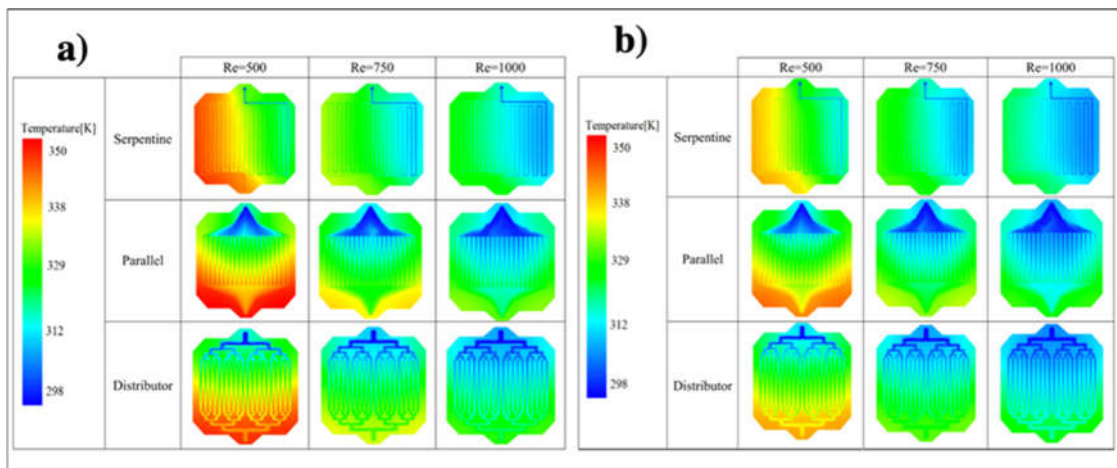 a)
Re=500 Re=750 Re=1000
Temperature[K]
350
338
329
312
298
Serpentine
Parallel
Distributor
b)
Re=500 Re=750 Re=1000
Temperature[K]
350
338
329
312
298
Serpentine
Parallel
Distributor